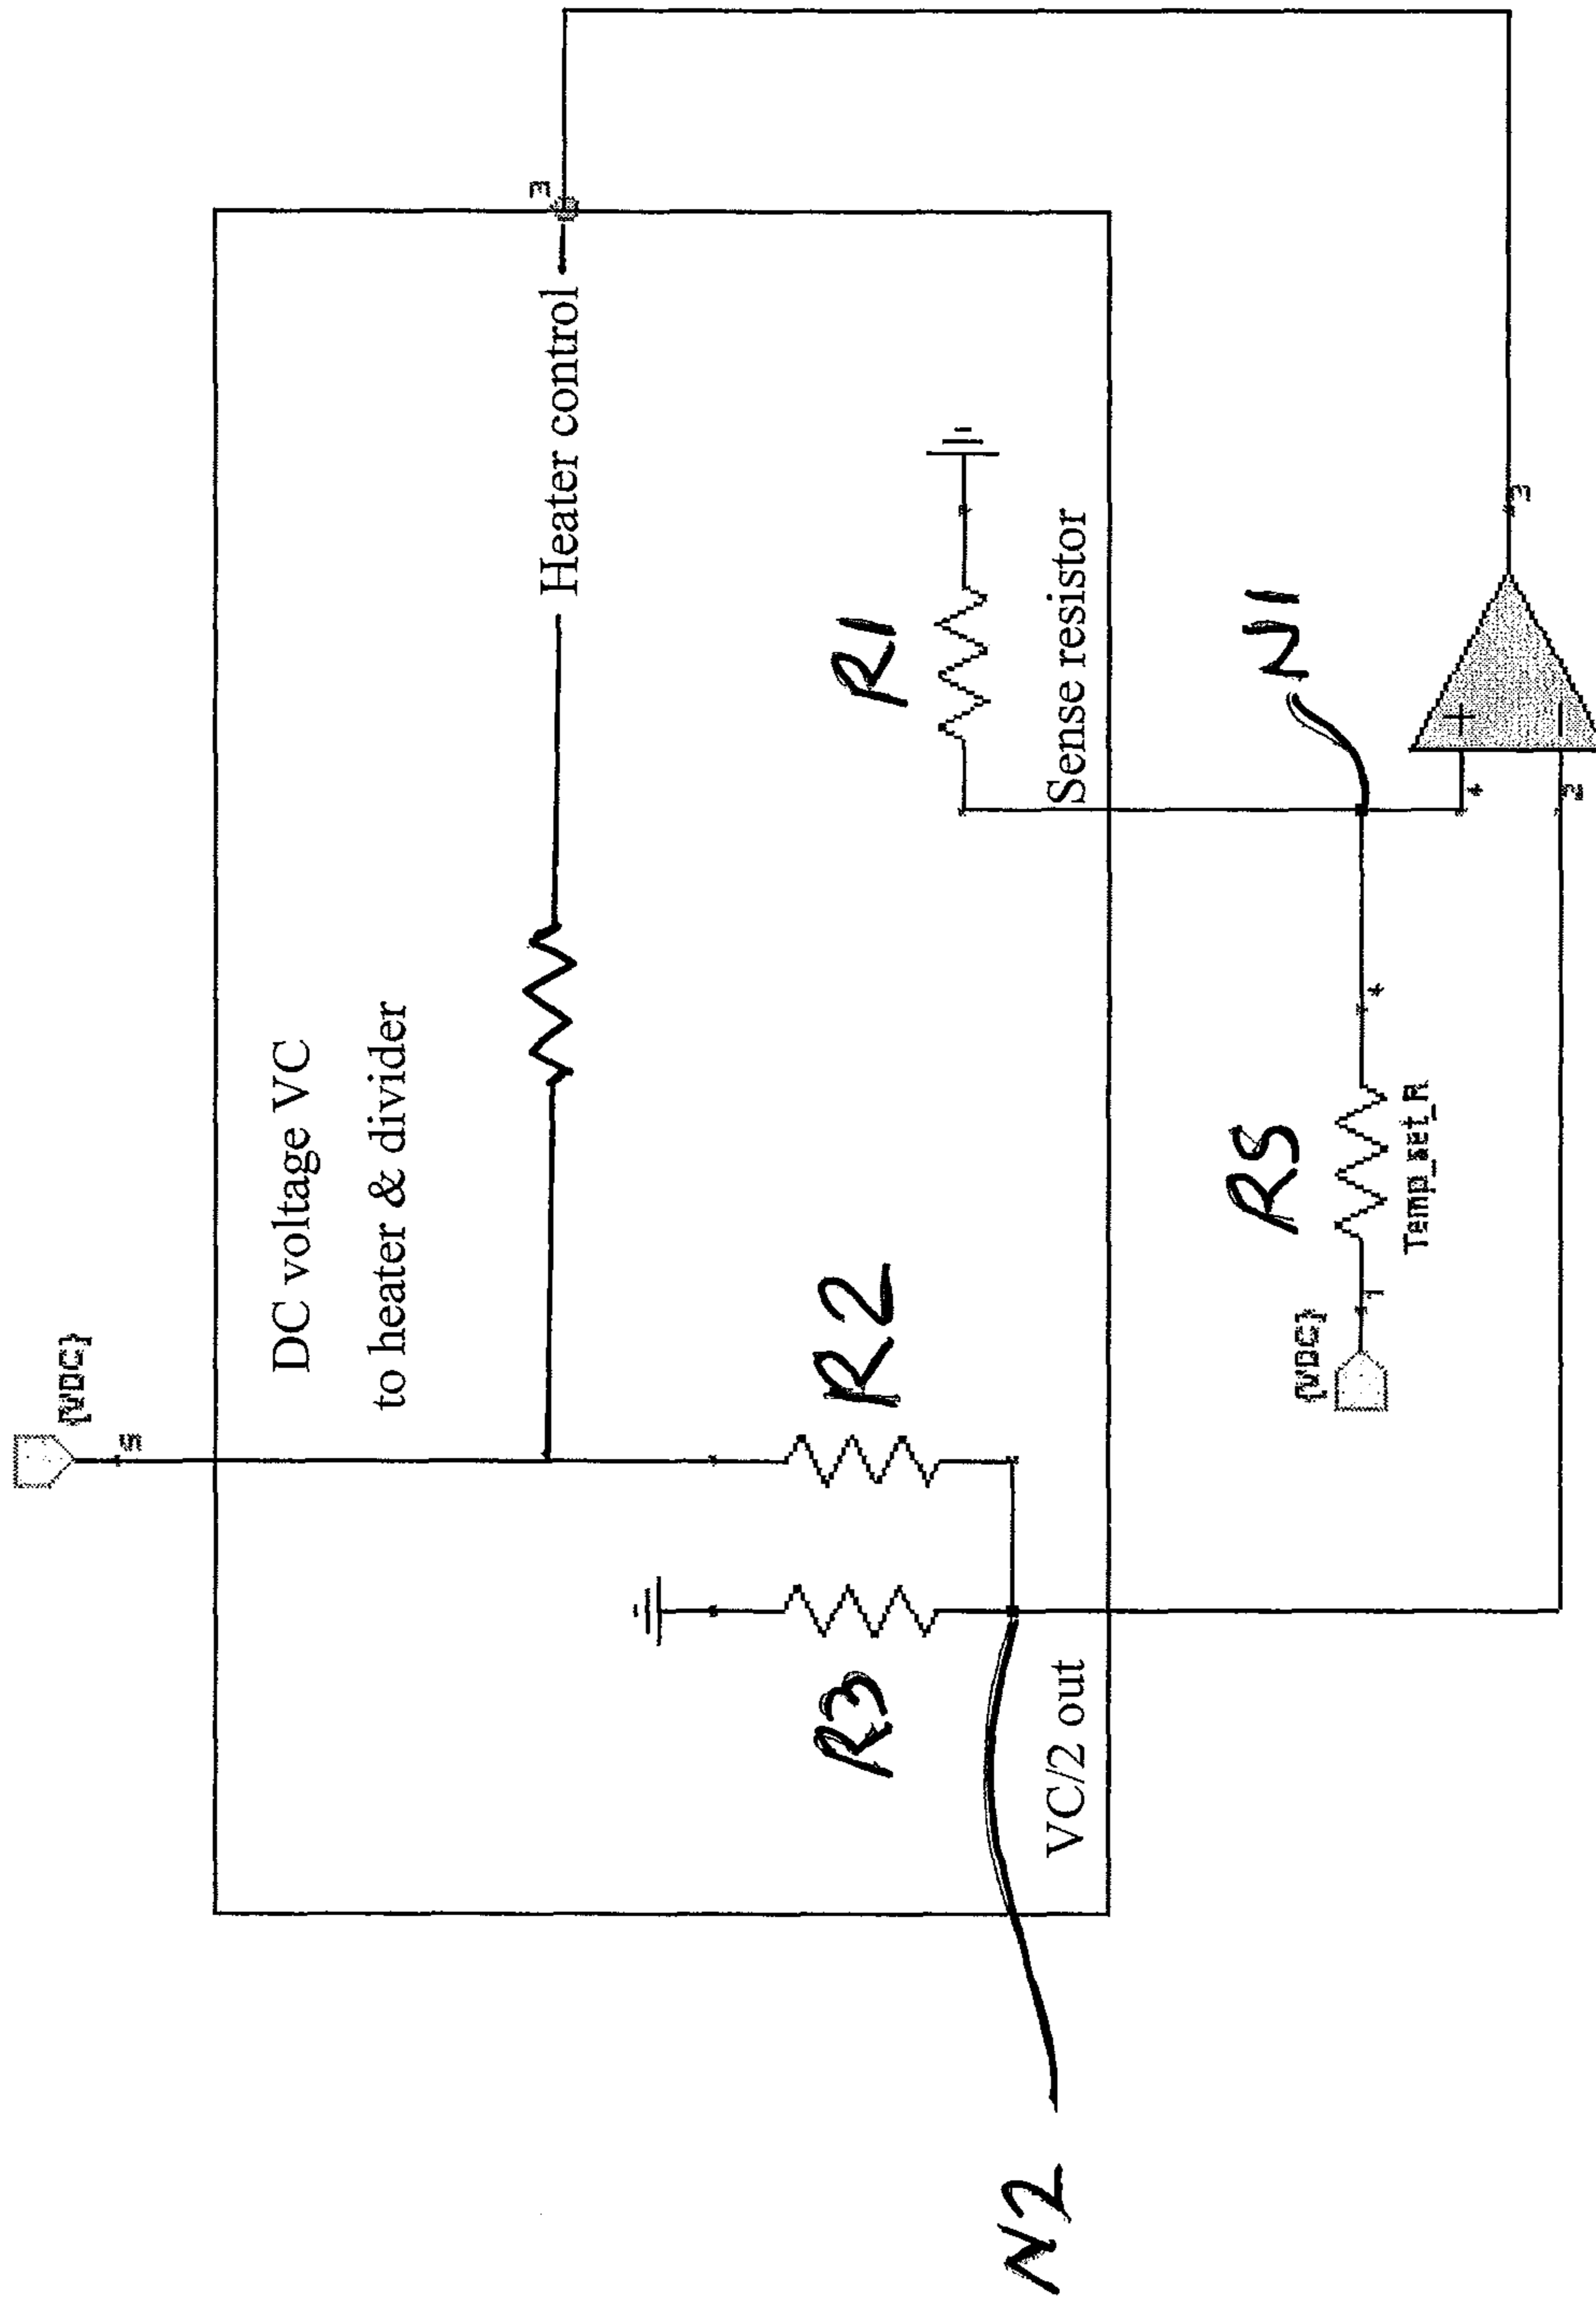 {VDC}
5
DC voltage VC
to heater & divider
3
Heater control
R3
R2
R1
N2
VC/2 out
Sense resistor
RS
N1
{VDC}
1
4
Temp_set_R
4
+
3
2
-